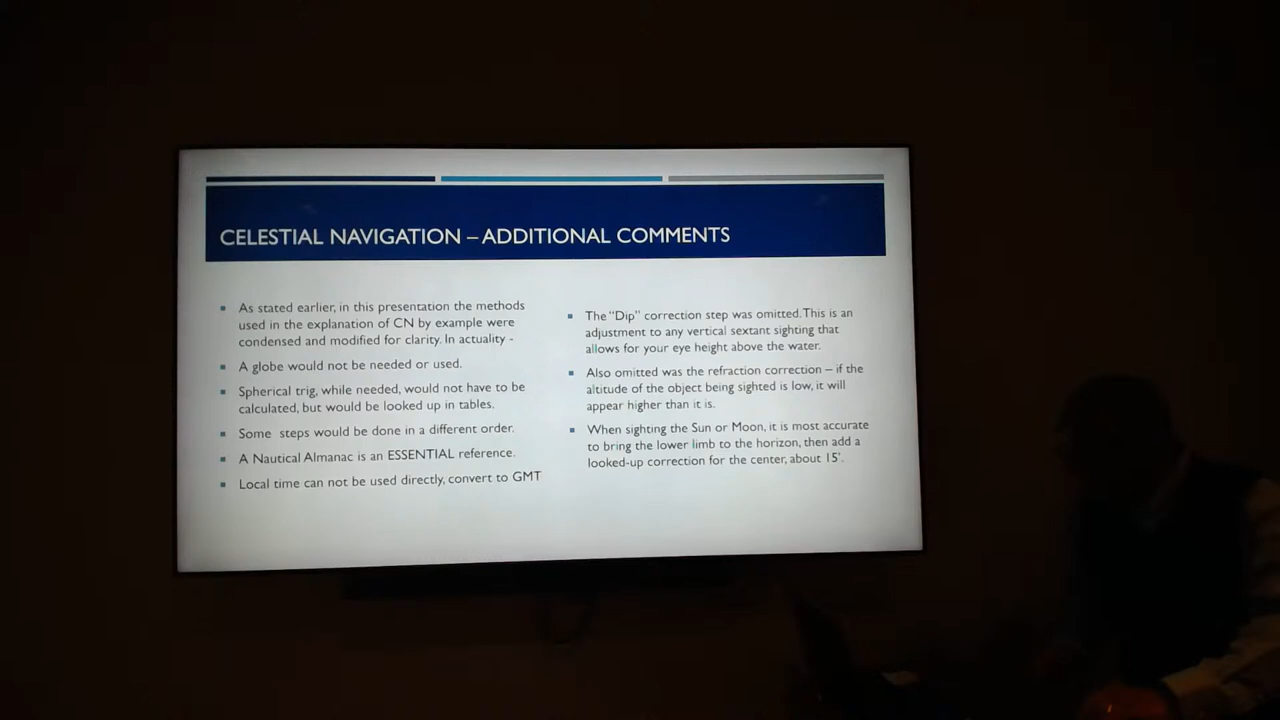 CELESTIAL NAVIGATION – ADDITIONAL COMMENTS
As stated earlier, in this presentation the methods
used in the explanation of CN by example were
condensed and modified for clarity. In actuality -
A globe would not be needed or used.
Spherical trig, while needed, would not have to be
calculated, but would be looked up in tables.
Some steps would be done in a different order.
A Nautical Almanac is an ESSENTIAL reference.
Local time can not be used directly, convert to GMT
The "Dip" correction step was omitted. This is an
adjustment to any vertical sextant sighting that
allows for your eye height above the water.
Also omitted was the refraction correction – if the
altitude of the object being sighted is low, it will
appear higher than it is.
When sighting the Sun or Moon, it is most accurate
to bring the lower limb to the horizon, then add a
looked-up correction for the center, about 15'.